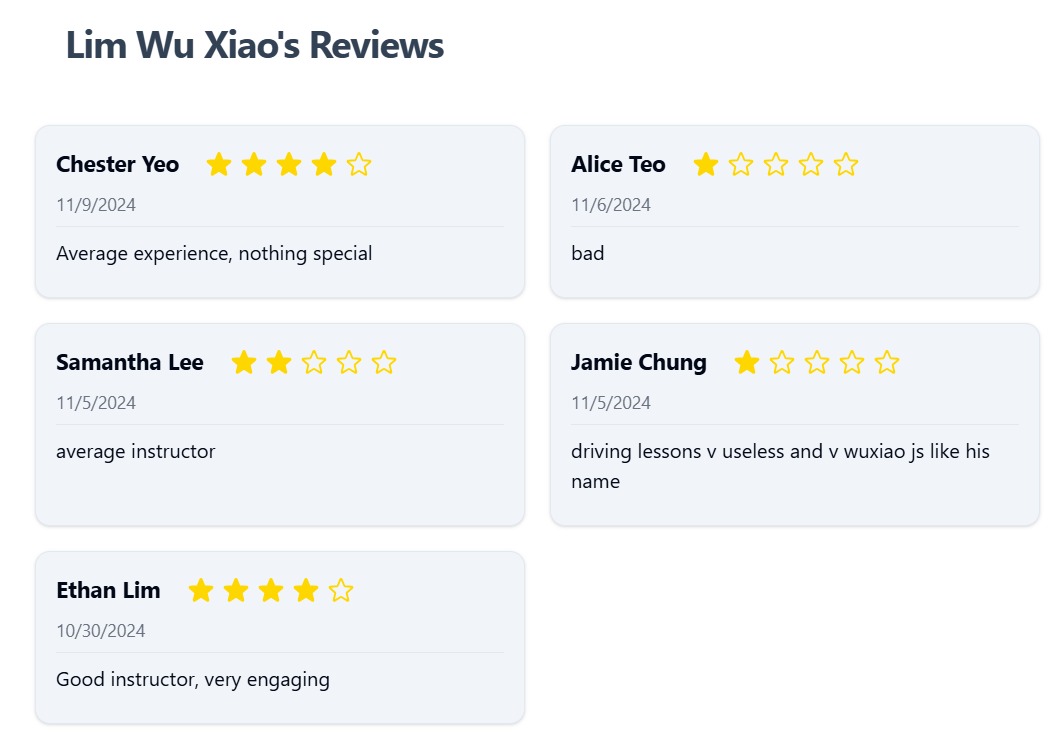 Lim Wu Xiao's Reviews
Chester Yeo
11/9/2024
Average experience, nothing special
Alice Teo
11/6/2024
bad
Samantha Lee
11/5/2024
average instructor
Jamie Chung
11/5/2024
driving lessons v useless and v wuxiao js like his
name
Ethan Lim
10/30/2024
Good instructor, very engaging